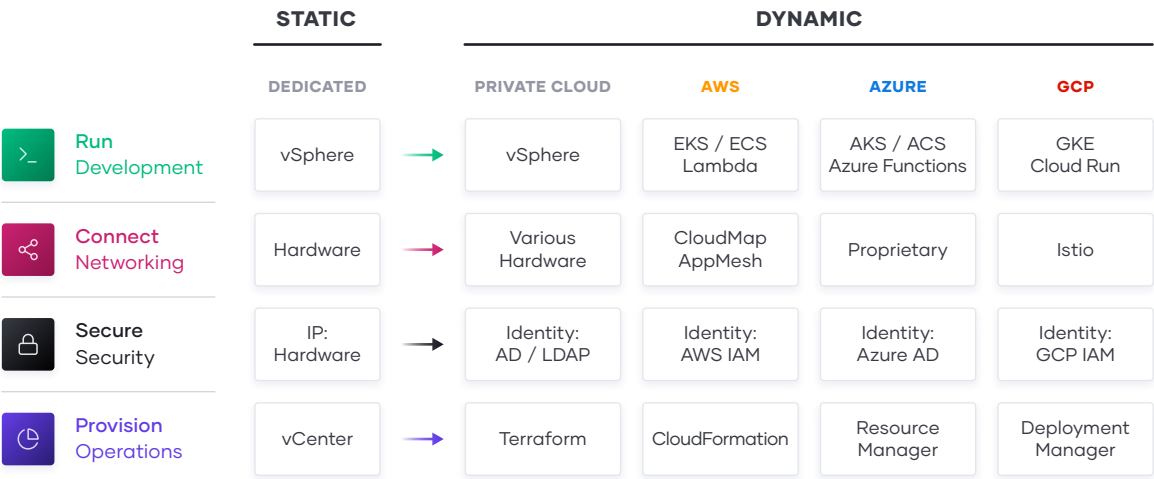 STATIC
DYNAMIC
DEDICATED
PRIVATE CLOUD
AWS
AZURE
GCP
Run
Development
vSphere
vSphere
EKS / ECS
Lambda
AKS / ACS
Azure Functions
GKE
Cloud Run
Connect
Networking
Hardware
Various
Hardware
CloudMap
AppMesh
Proprietary
Istio
Secure
Security
IP:
Hardware
Identity:
AD / LDAP
Identity:
AWS IAM
Identity:
Azure AD
Identity:
GCP IAM
Provision
Operations
vCenter
Terraform
CloudFormation
Resource
Manager
Deployment
Manager